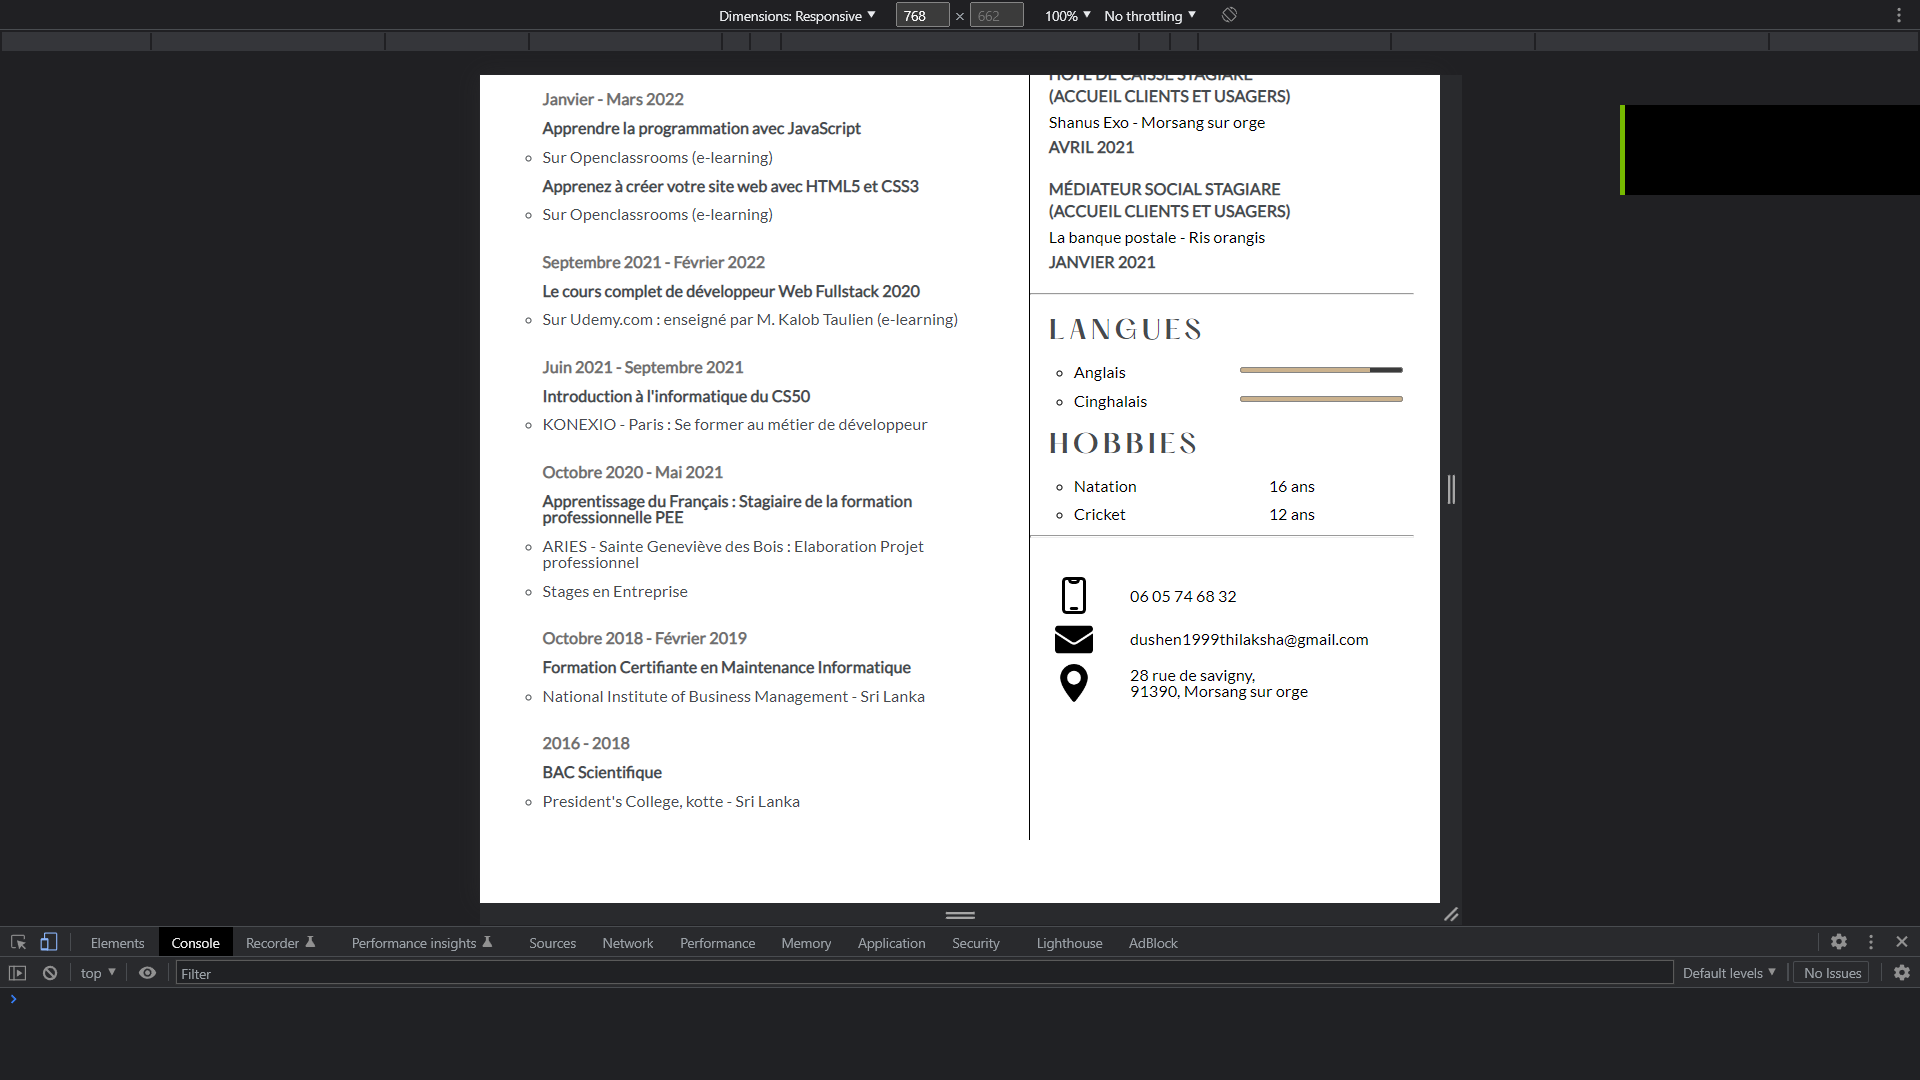 Dimensions: Responsive
768 × 662
100%
No throttling
Janvier - Mars 2022
Apprendre la programmation avec JavaScript
Sur Openclassrooms (e-learning)
Apprenez à créer votre site web avec HTML5 et CSS3
Sur Openclassrooms (e-learning)
Septembre 2021 - Février 2022
Le cours complet de développeur Web Fullstack 2020
Sur Udemy.com : enseigné par M. Kalob Taulien (e-learning)
Juin 2021 - Septembre 2021
Introduction à l'informatique du CS50
KONEXIO - Paris : Se former au métier de développeur
Octobre 2020 - Mai 2021
Apprentissage du Français : Stagiaire de la formation
professionnelle PEE
ARIES - Sainte Geneviève des Bois : Elaboration Projet
professionnel
Stages en Entreprise
Octobre 2018 - Février 2019
Formation Certifiante en Maintenance Informatique
National Institute of Business Management - Sri Lanka
2016 - 2018
BAC Scientifique
President's College, kotte - Sri Lanka
HÔTE DE CAISSE STAGIARE
(ACCUEIL CLIENTS ET USAGERS)
Shanus Exo - Morsang sur orge
AVRIL 2021
MÉDIATEUR SOCIAL STAGIARE
(ACCUEIL CLIENTS ET USAGERS)
La banque postale - Ris orangis
JANVIER 2021
LANGUES
Anglais
Cinghalais
HOBBIES
Natation 16 ans
Cricket 12 ans
06 05 74 68 32
dushen1999thilaksha@gmail.com
28 rue de savigny,
91390, Morsang sur orge
Elements Console Recorder Performance insights Sources Network Performance Memory Application Security Lighthouse AdBlock
top Filter Default levels No Issues